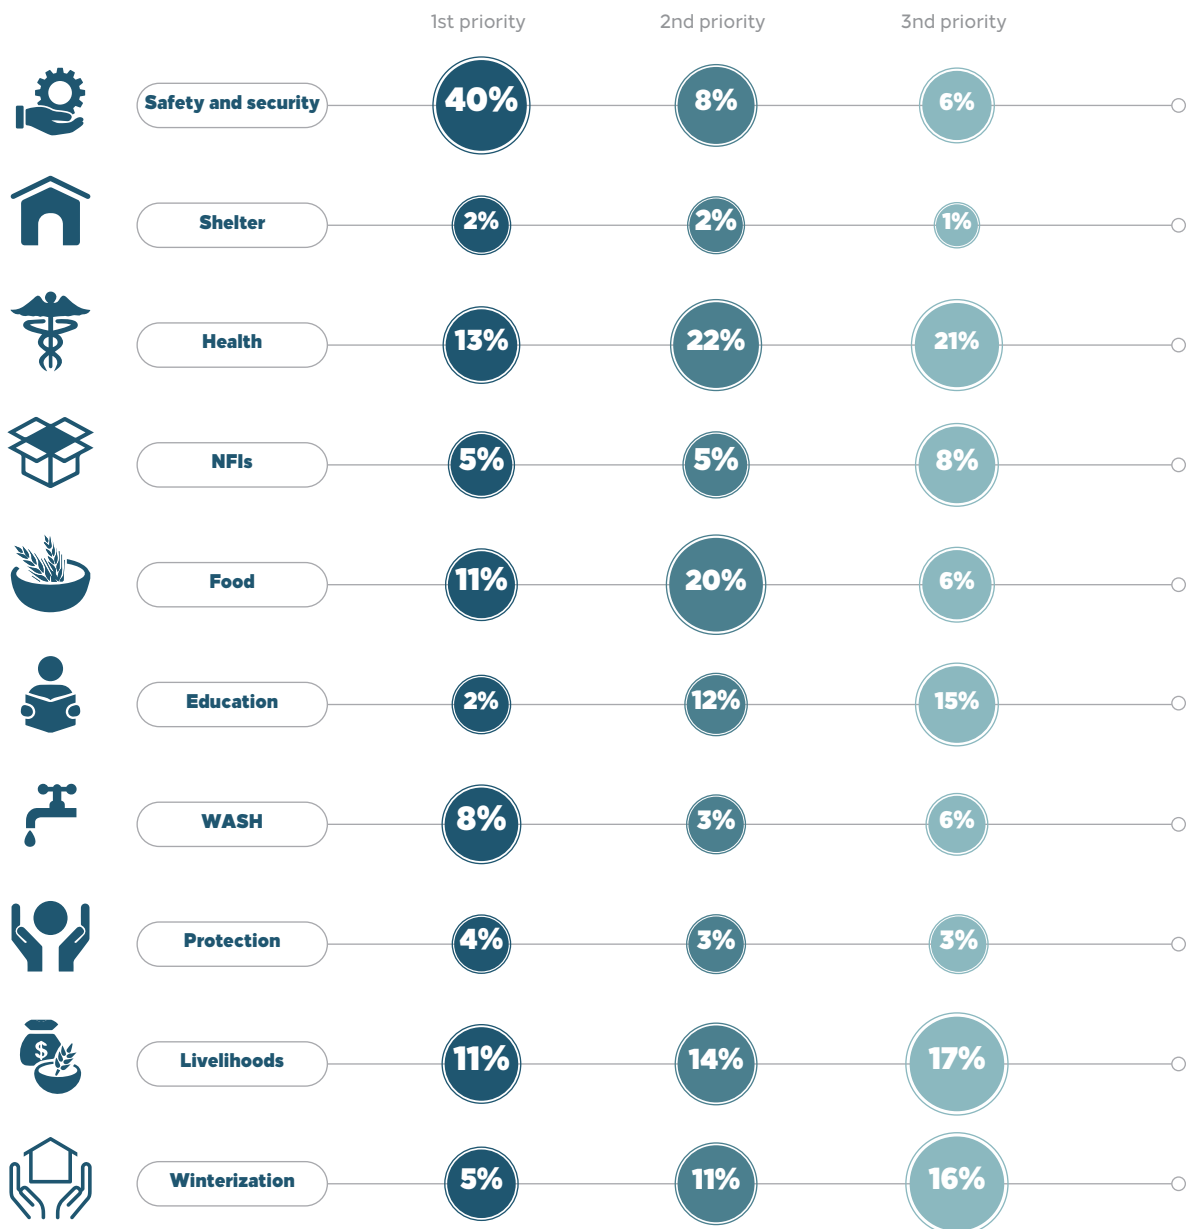 1st priority 2nd priority 3nd priority
Safety and security 40% 8% 6%
Shelter 2% 2% 1%
Health 13% 22% 21%
NFIs 5% 5% 8%
Food 11% 20% 6%
Education 2% 12% 15%
WASH 8% 3% 6%
Protection 4% 3% 3%
$
Livelihoods 11% 14% 17%
Winterization 5% 11% 16%